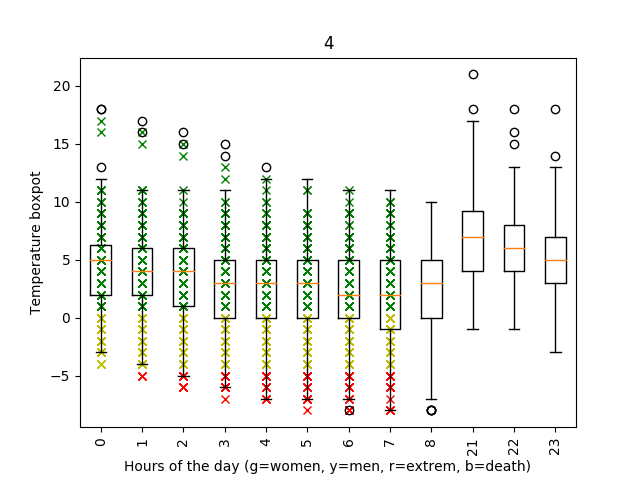 4
20
15
10
5
0
−5
Temperature boxpot
0 1 2 3 4 5 6 7 8 21 22 23
Hours of the day (g=women, y=men, r=extrem, b=death)